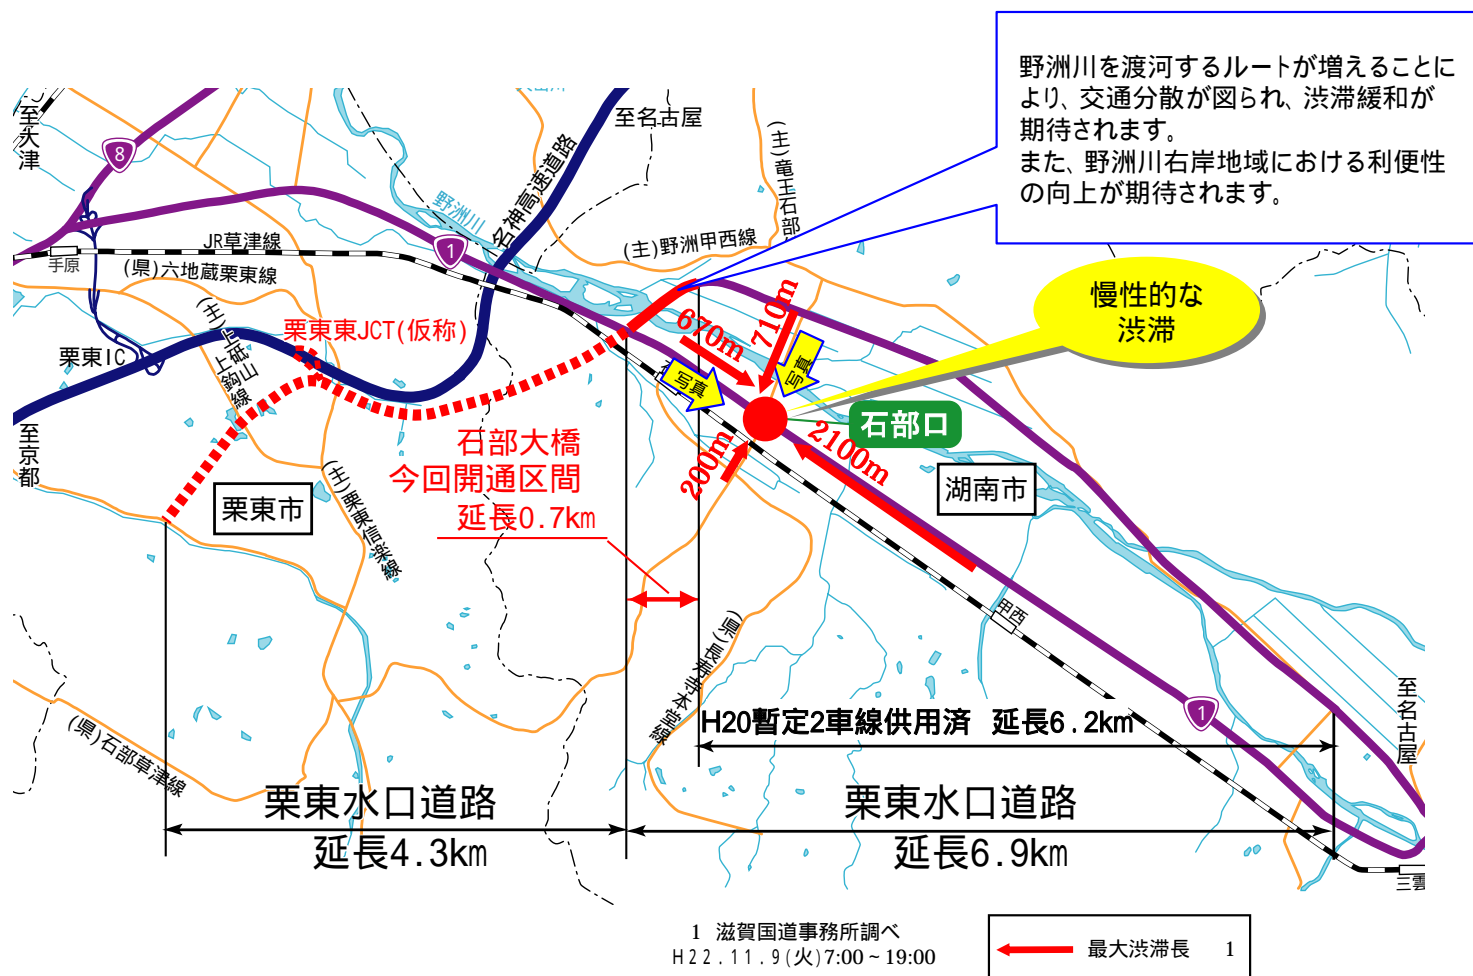 野洲川を渡河するルートが増えることに
より、交通分散が図られ、渋滞緩和が
期待されます。
また、野洲川右岸地域における利便性
の向上が期待されます。
至大津
8
至名古屋
(主)竜王石部
名神高速道路
野洲川
1
JR草津線
手原
(県)六地蔵栗東線
(主)野洲甲西線
慢性的な
渋滞
栗東東JCT(仮称)
栗東IC
上鈎線
至京都
670m
710m
写真
写真
石部口
200m
2100m
石部大橋
今回開通区間
延長0.7km
栗東市
湖南市
(主)栗東信楽線
甲西
(県)長寿寺本堂線
1
至名古屋
H20暫定2車線供用済 延長6.2km
(県)石部草津線
栗東水口道路
延長4.3km
栗東水口道路
延長6.9km
三雲
1 滋賀国道事務所調べ
H22.11.9(火)7:00~19:00
最大渋滞長 1